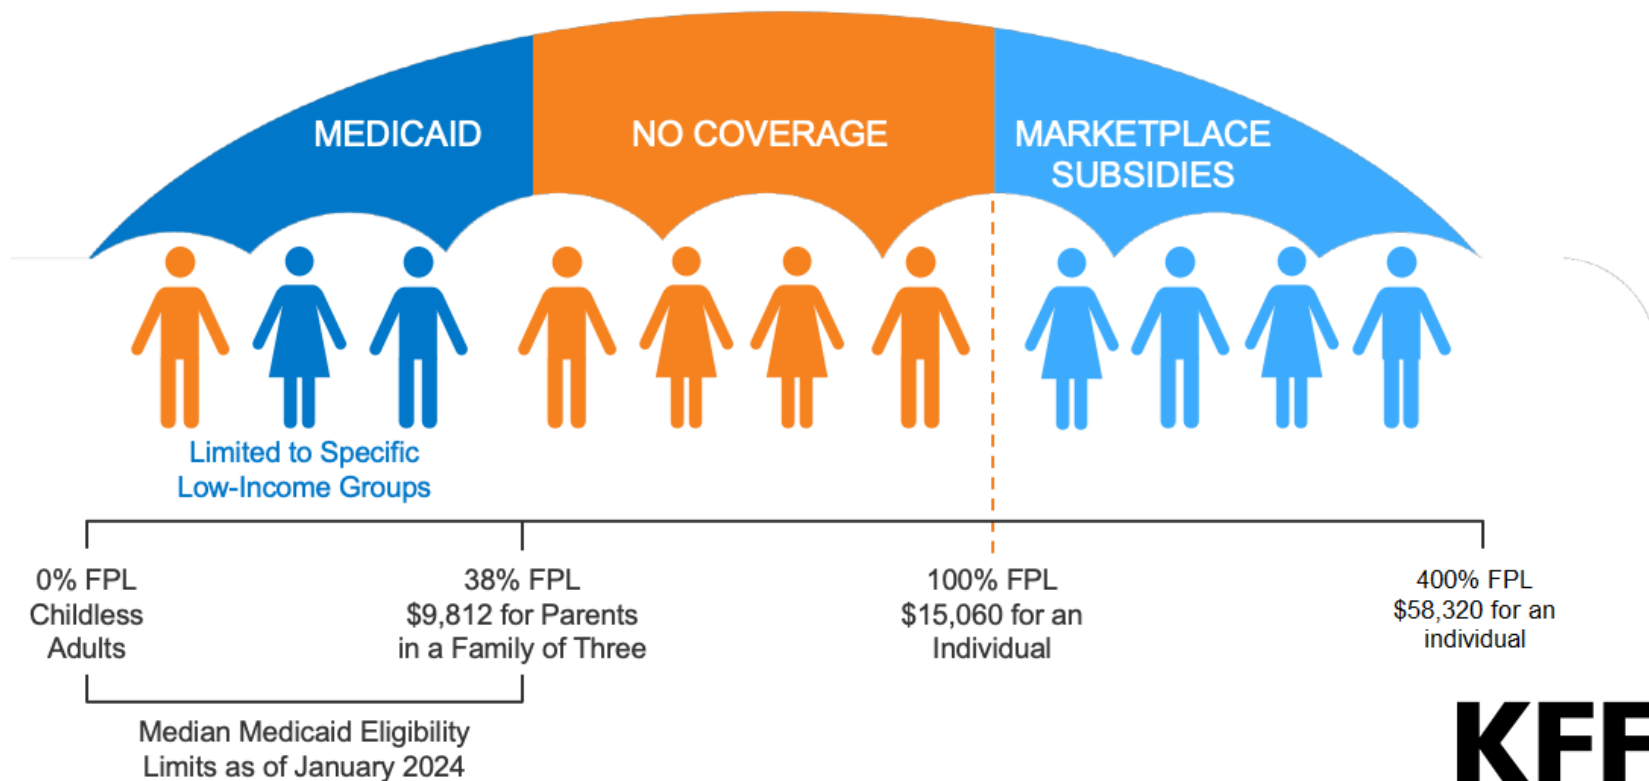 MEDICAID
NO COVERAGE
MARKETPLACE
SUBSIDIES
Limited to Specific
Low-Income Groups
0% FPL
Childless
Adults
38% FPL
$9,812 for Parents
in a Family of Three
100% FPL
$15,060 for an
Individual
400% FPL
$58,320 for an
individual
Median Medicaid Eligibility
Limits as of January 2024
KFF